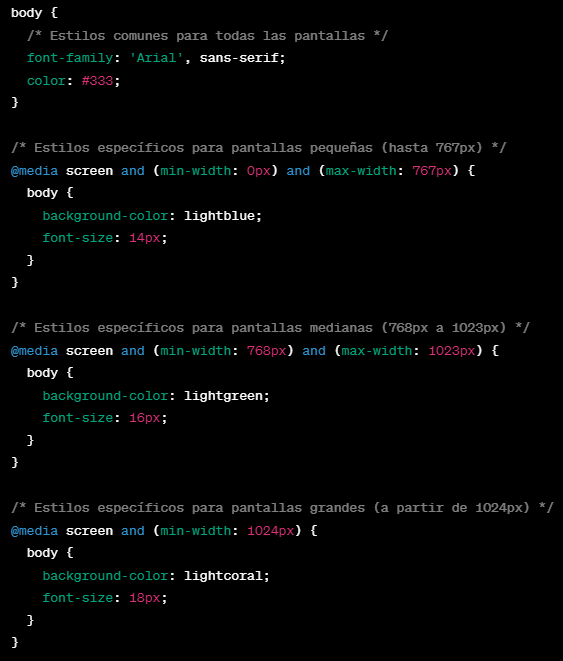 body {
  /* Estilos comunes para todas las pantallas */
  font-family: 'Arial', sans-serif;
  color: #333;
}

/* Estilos específicos para pantallas pequeñas (hasta 767px) */
@media screen and (min-width: 0px) and (max-width: 767px) {
  body {
    background-color: lightblue;
    font-size: 14px;
  }
}

/* Estilos específicos para pantallas medianas (768px a 1023px) */
@media screen and (min-width: 768px) and (max-width: 1023px) {
  body {
    background-color: lightgreen;
    font-size: 16px;
  }
}

/* Estilos específicos para pantallas grandes (a partir de 1024px) */
@media screen and (min-width: 1024px) {
  body {
    background-color: lightcoral;
    font-size: 18px;
  }
}